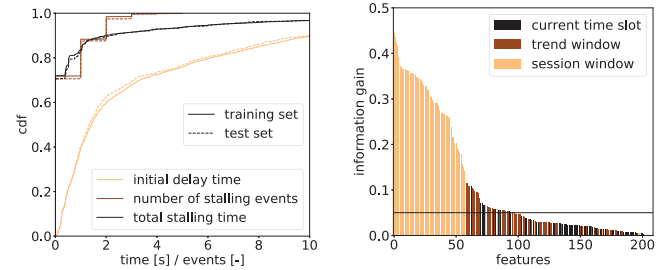 1.0
0.8
0.6
0.4
0.2
0.0
cdf
training set
test set
initial delay time
number of stalling events
total stalling time
0 2 4 6 8 10
time [s] / events [-]
0.5
0.4
0.3
0.2
0.1
0.0
information gain
current time slot
trend window
session window
0 50 100 150 200
features